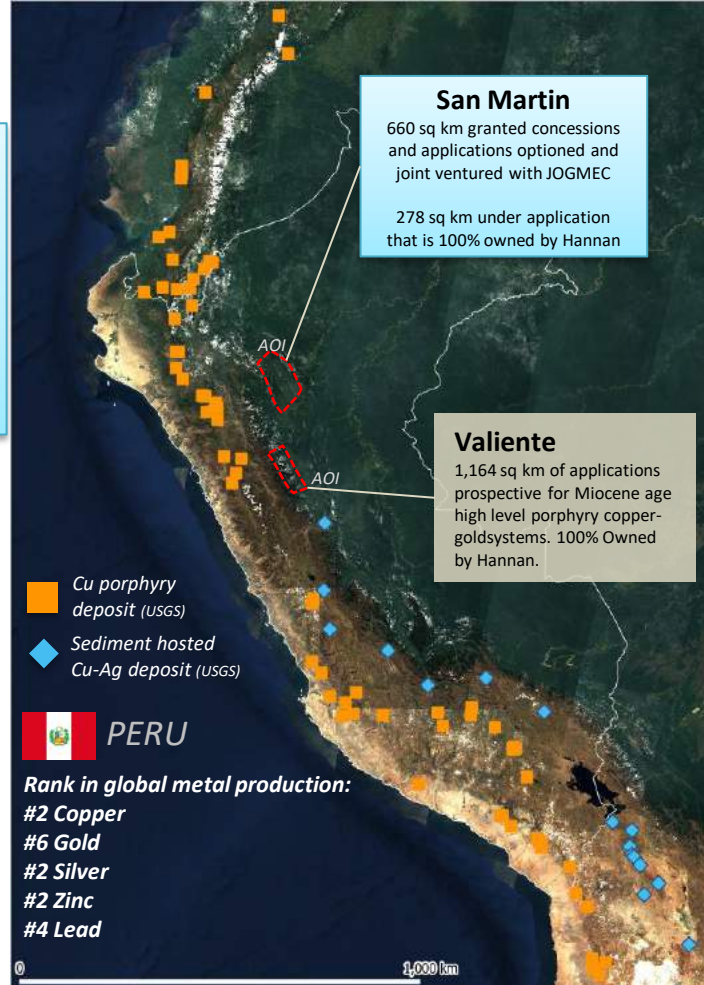 San Martin
660 sq km granted concessions
and applications optioned and
joint ventured with JOGMEC
278 sq km under application
that is 100% owned by Hannan
AOI
Valiente
1,164 sq km of applications
prospective for Miocene age
high level porphyry copper-
goldsystems. 100% Owned
by Hannan.
AOI
Cu porphyry
deposit (USGS)
Sediment hosted
Cu-Ag deposit (USGS)
PERU
Rank in global metal production:
#2 Copper
#6 Gold
#2 Silver
#2 Zinc
#4 Lead
0
1,000 km